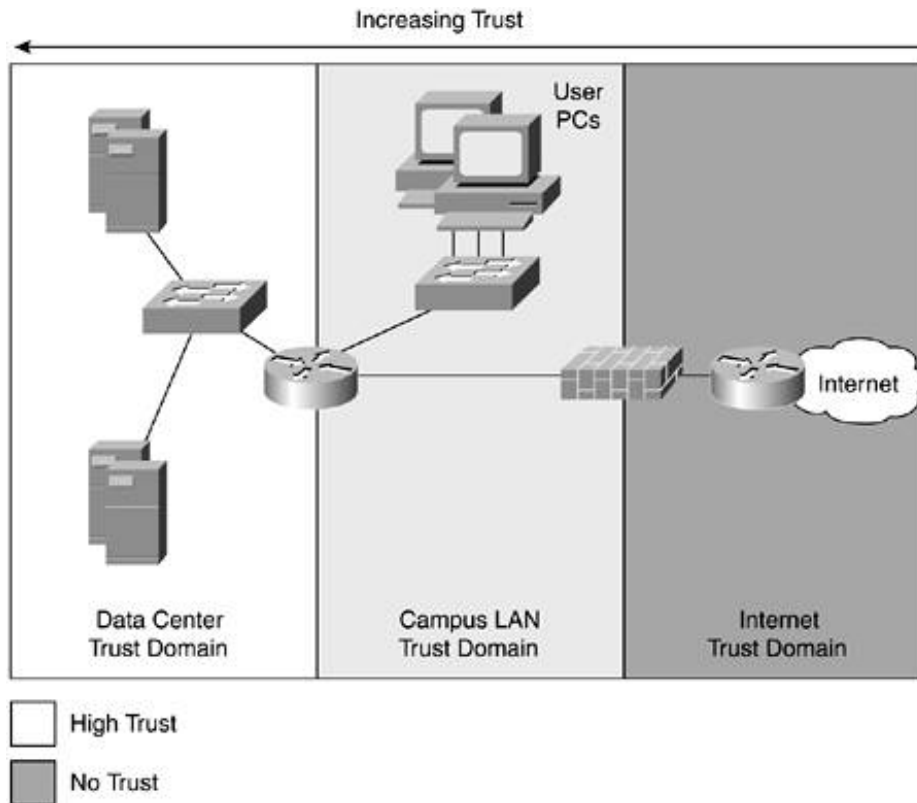 Increasing Trust
User
PCs
Internet
Data Center
Trust Domain
Campus LAN
Trust Domain
Internet
Trust Domain
High Trust
No Trust